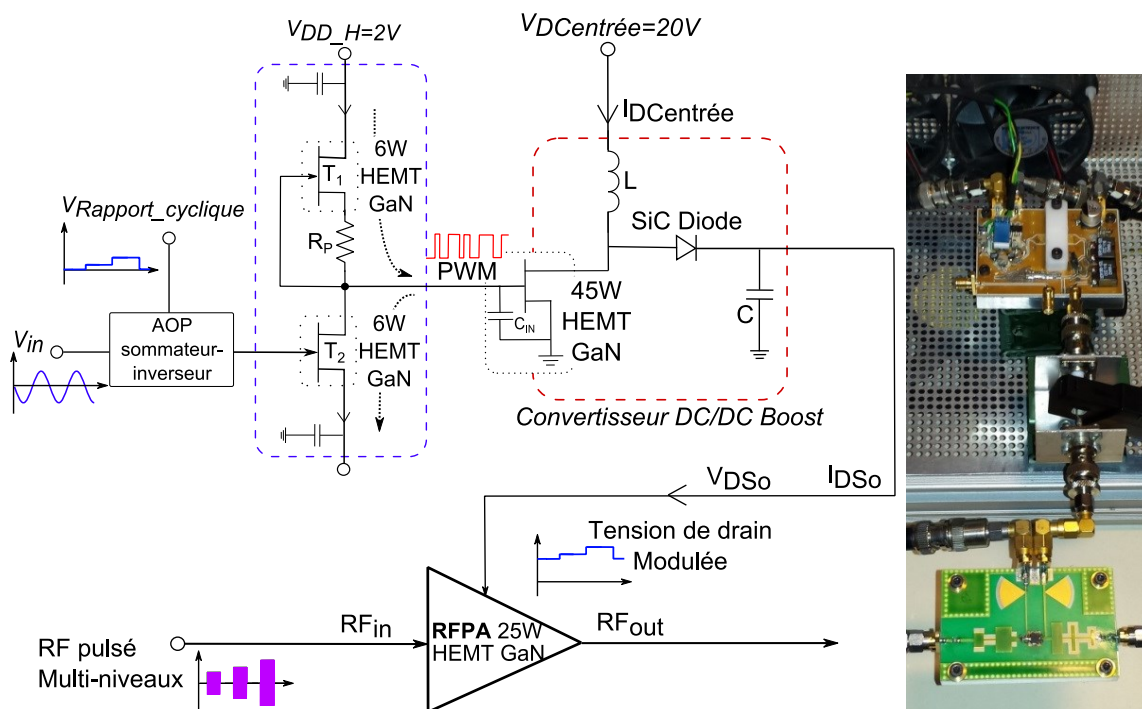 VDD_H=2V
VDCentrée=20V
IDCentrée
6W
HEMT
GaN
T1
RP
VRapport_cyclique
L
SiC Diode
PWM
45W
HEMT
GaN
CIN
C
AOP
sommateur-
inverseur
Vin
6W
HEMT
GaN
T2
Convertisseur DC/DC Boost
VDSo
IDSo
Tension de drain
Modulée
RF pulsé
Multi-niveaux
RFin
RFPA 25W
HEMT GaN
RFout